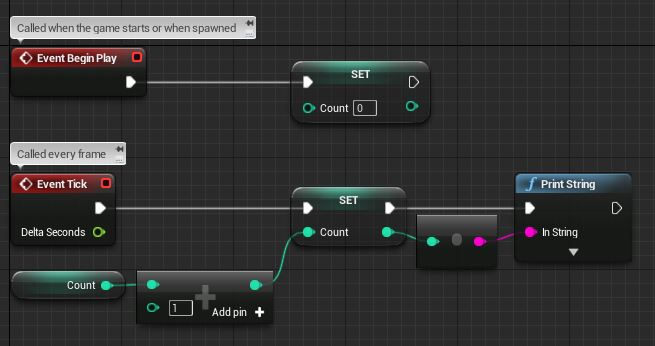 Called when the game starts or when spawned
Event Begin Play
SET
Count 0
Called every frame
Event Tick
Delta Seconds
SET
Count
Print String
In String
Count
1
Add pin